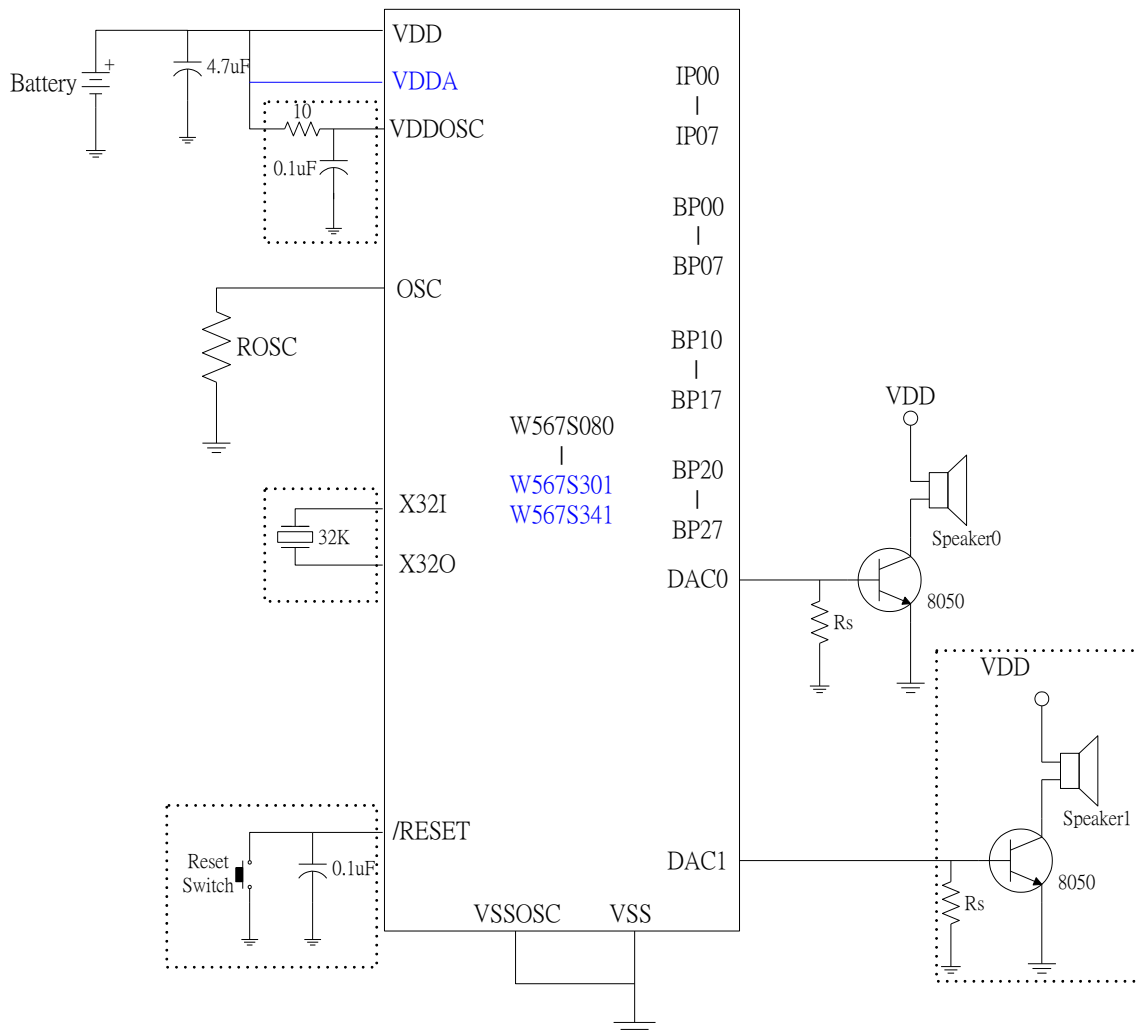 VDD
+
Battery
4.7uF
VDDA
10
VDDOSC
0.1uF
OSC
ROSC
X32I
32K
X32O
/RESET
Reset
Switch
0.1uF
VSSOSC
VSS
W567S080
|
W567S301
W567S341
IP00
|
IP07
BP00
|
BP07
BP10
|
BP17
BP20
|
BP27
DAC0
Rs
VDD
Speaker0
8050
DAC1
Rs
VDD
Speaker1
8050